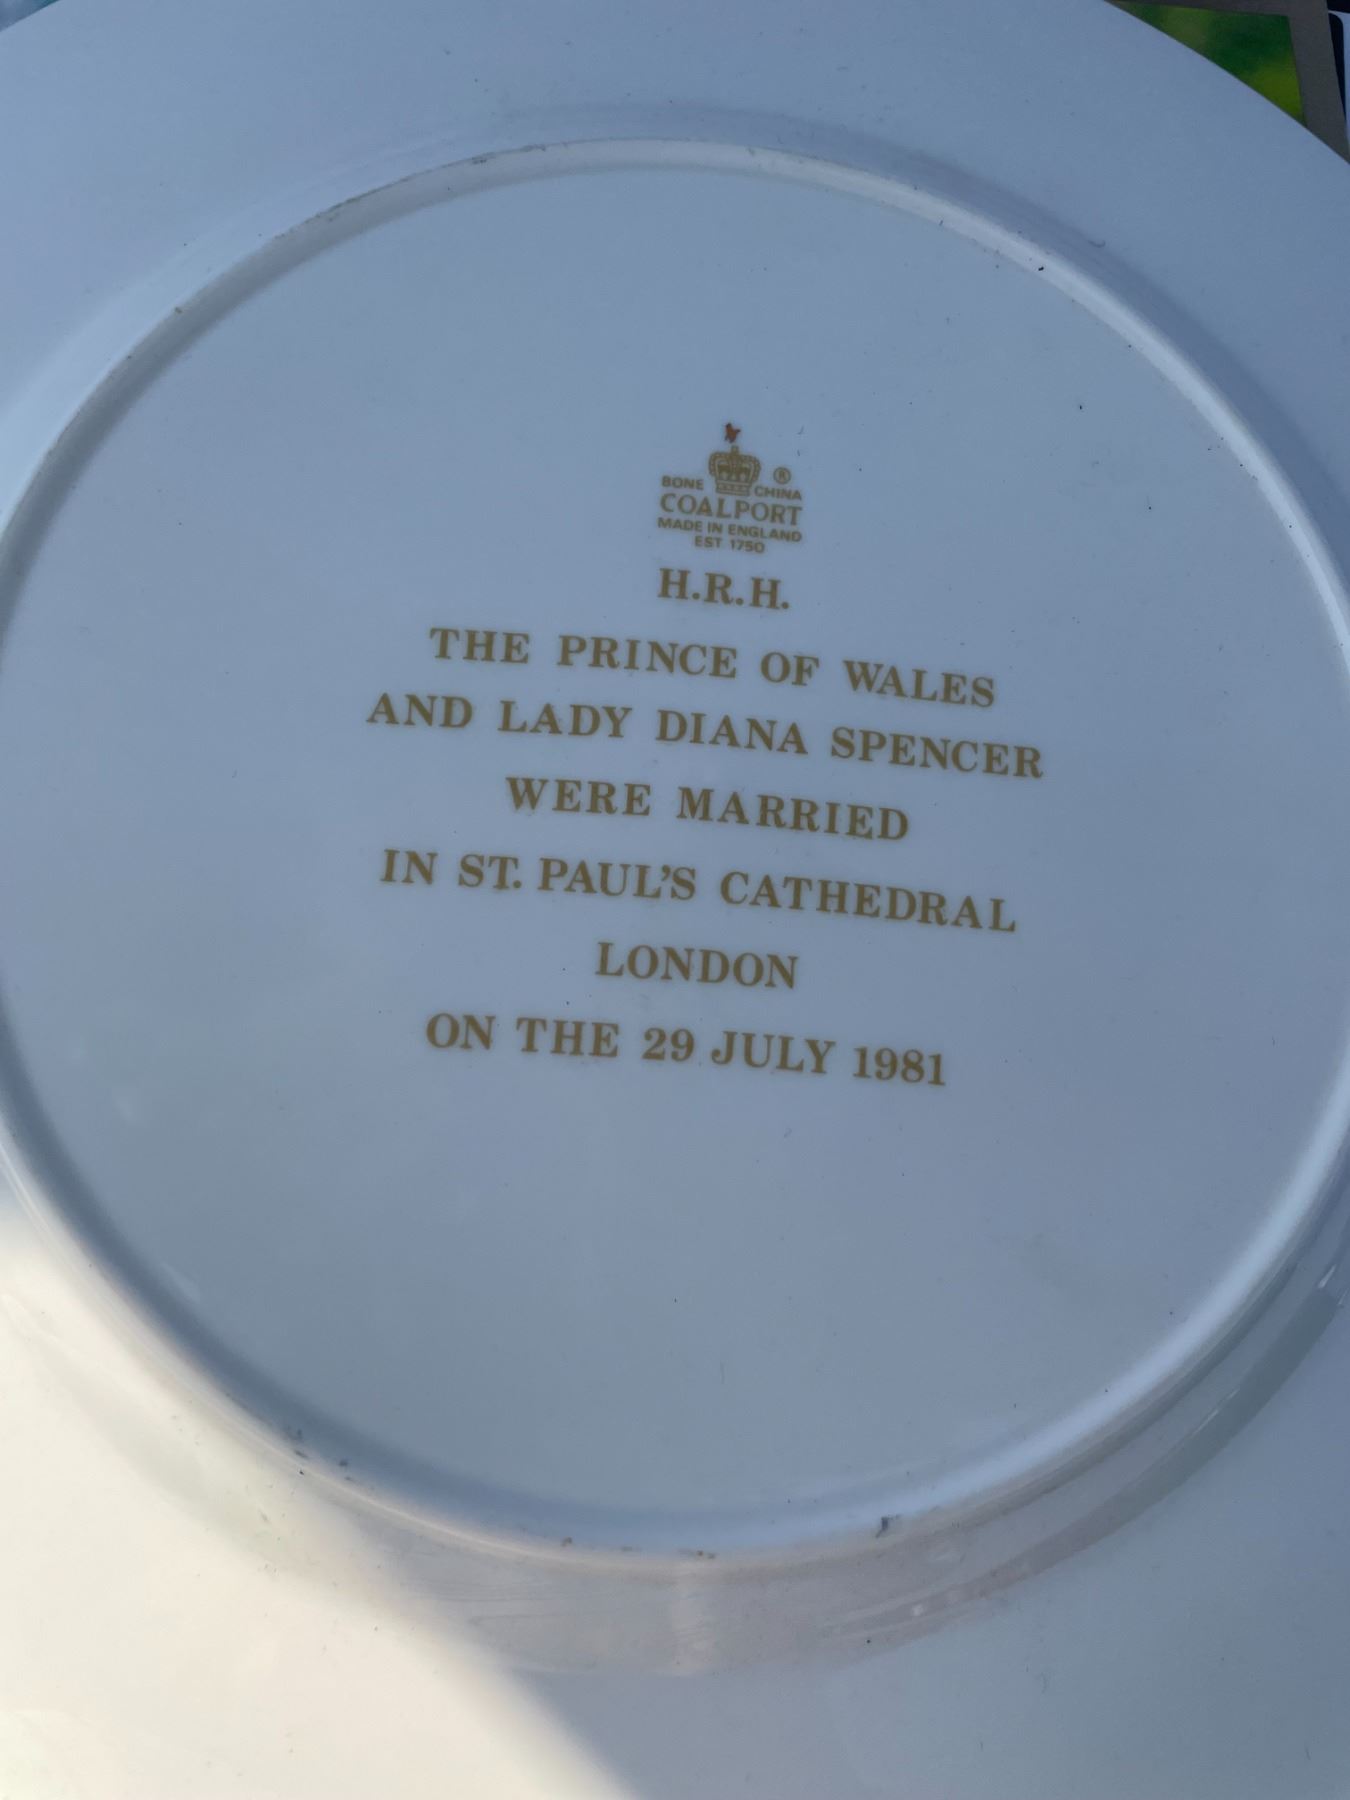 BONE CHINA ®
COALPORT
MADE IN ENGLAND
EST 1750
H.R.H.
THE PRINCE OF WALES
AND LADY DIANA SPENCER
WERE MARRIED
IN ST. PAUL'S CATHEDRAL
LONDON
ON THE 29 JULY 1981